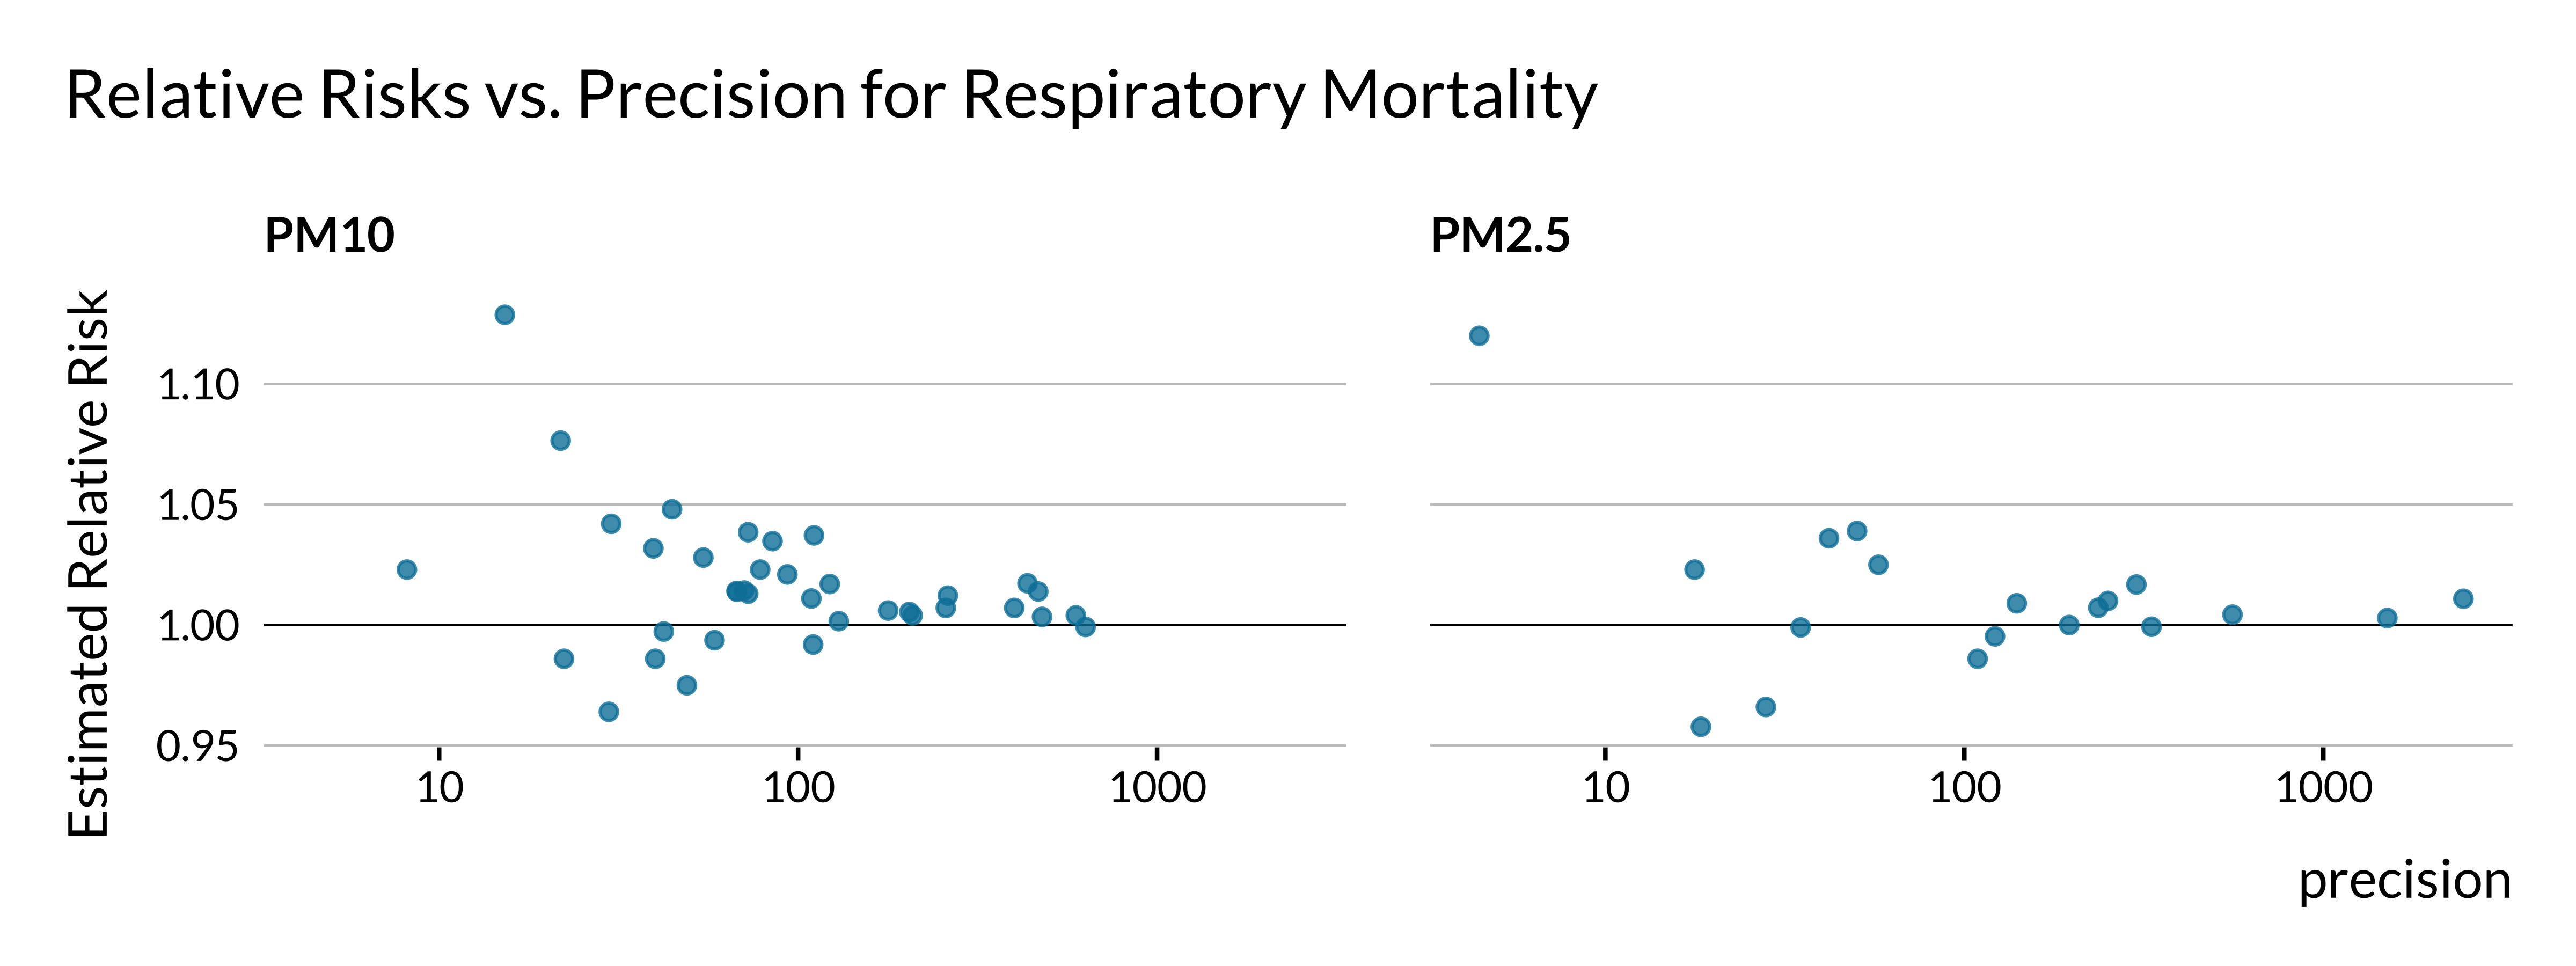 Relative Risks vs. Precision for Respiratory Mortality
PM10
PM2.5
Estimated Relative Risk
1.10
1.05
1.00
0.95
10
100
1000
10
100
1000
precision